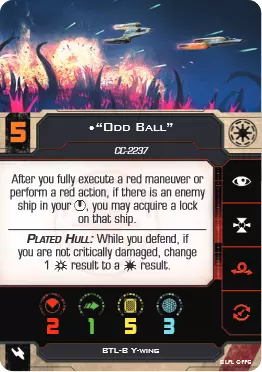 5
•“Odd Ball”
CC-2237
After you fully execute a red maneuver or
perform a red action, if there is an enemy
ship in your , you may acquire a lock
on that ship.
Plated Hull: While you defend, if
you are not critically damaged, change
1 result to a result.
2 1 5 3
BTL-B Y-wing
©LFL ©FFG